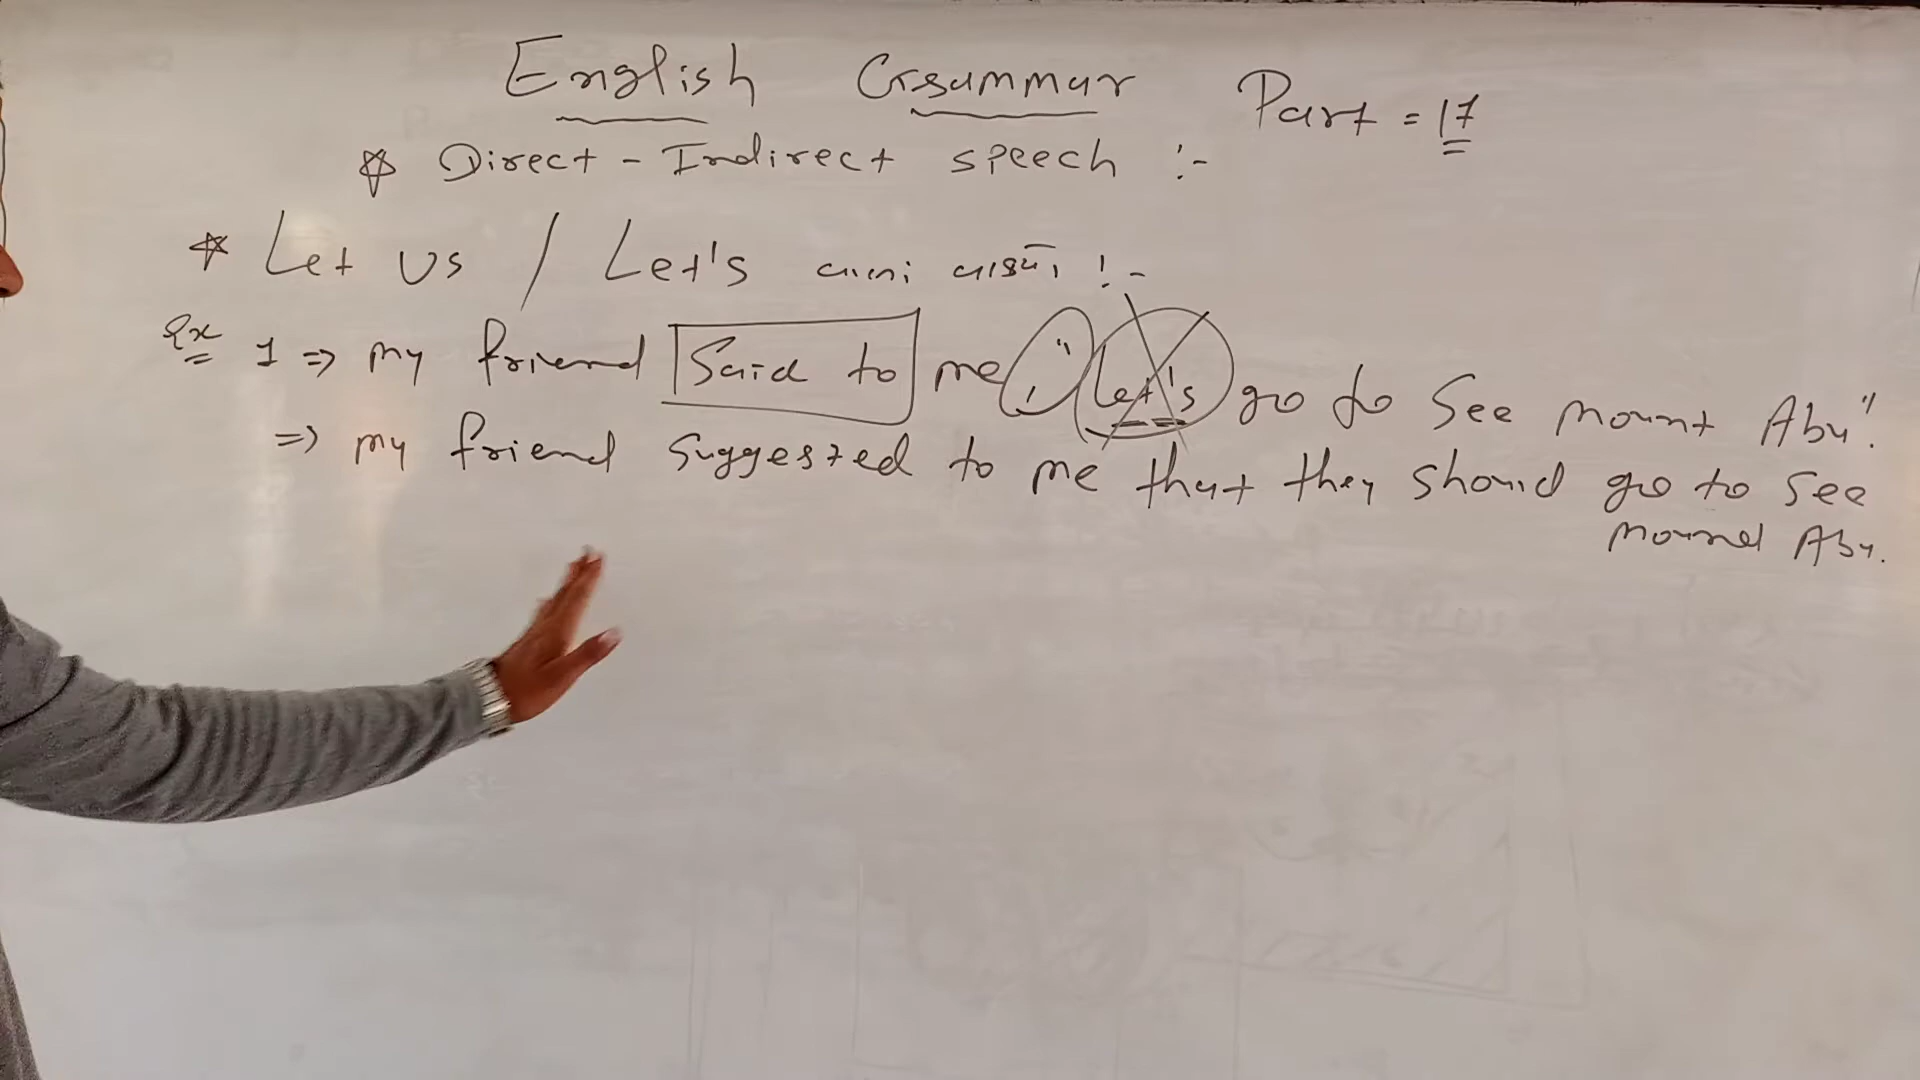 English Grammar Part = 17
☆ Direct - Indirect speech :-
☆ Let us / Let's વાળા વાક્યો :-
Ex 1 ⇒ my friend Said to me, "Let's go to See mount Abu".
⇒ my friend Suggested to me that they should go to see
mount Abu.